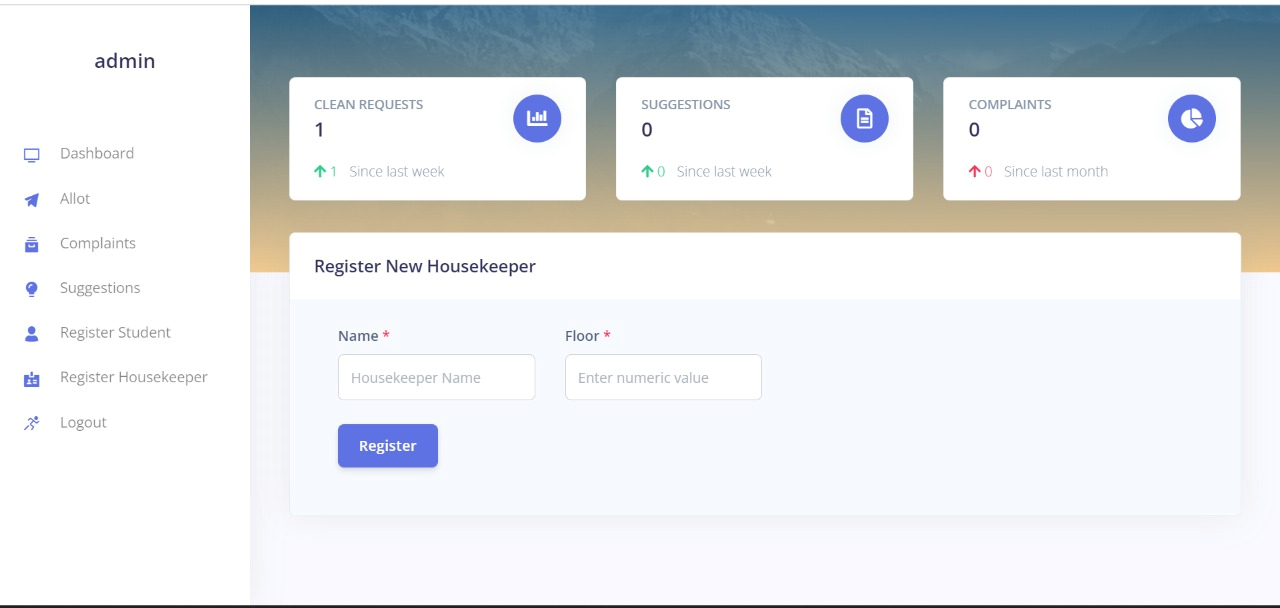 admin
Dashboard
Allot
Complaints
Suggestions
Register Student
Register Housekeeper
Logout
CLEAN REQUESTS
1
1 Since last week
SUGGESTIONS
0
0 Since last week
COMPLAINTS
0
0 Since last month
Register New Housekeeper
Name * Floor *
Housekeeper Name Enter numeric value
Register